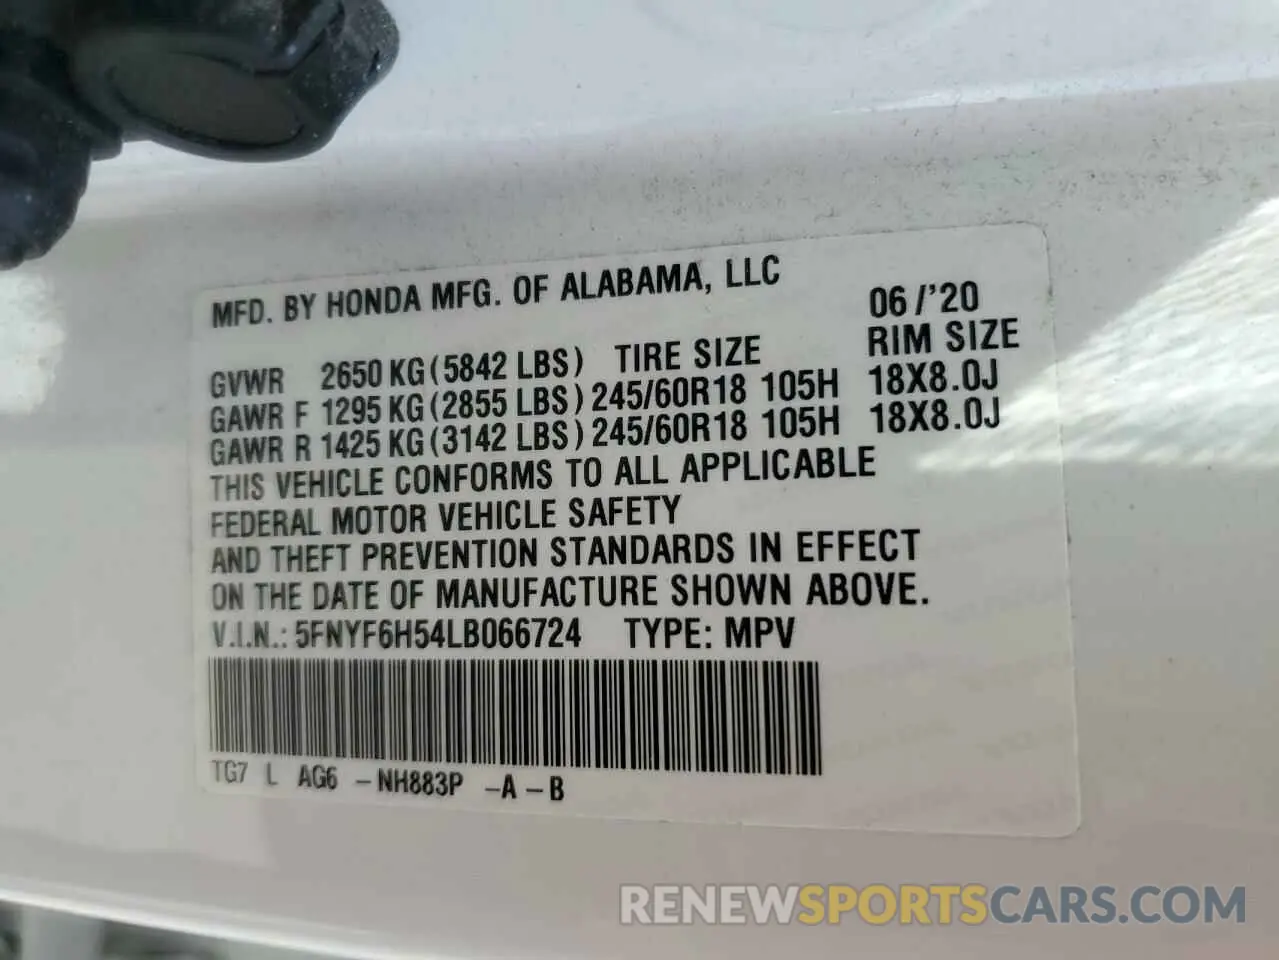 MFD. BY HONDA MFG. OF ALABAMA, LLC
06/'20
GVWR 2650 KG (5842 LBS) TIRE SIZE RIM SIZE
GAWR F 1295 KG (2855 LBS) 245/60R18 105H 18X8.0J
GAWR R 1425 KG (3142 LBS) 245/60R18 105H 18X8.0J
THIS VEHICLE CONFORMS TO ALL APPLICABLE
FEDERAL MOTOR VEHICLE SAFETY
AND THEFT PREVENTION STANDARDS IN EFFECT
ON THE DATE OF MANUFACTURE SHOWN ABOVE.
V.I.N.: 5FNYF6H54LB066724 TYPE: MPV
TG7 L AG6 -NH883P -A-B
RENEWSPORTSCARS.COM